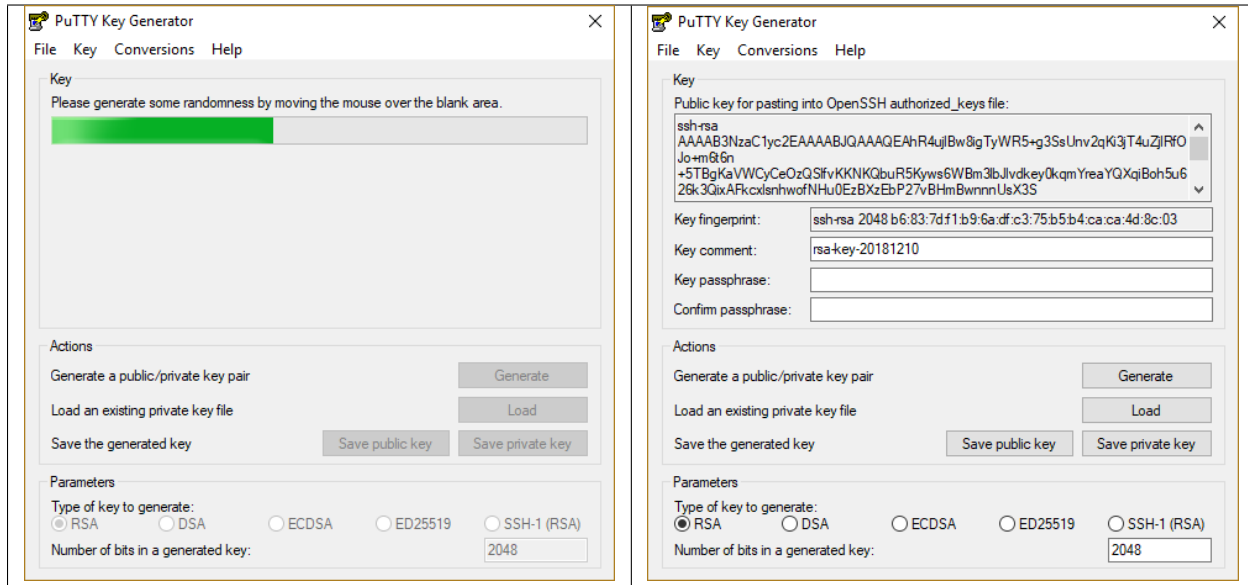 PuTTY Key Generator
File Key Conversions Help
Key
Please generate some randomness by moving the mouse over the blank area.
Actions
Generate a public/private key pair
Generate
Load an existing private key file
Load
Save the generated key
Save public key
Save private key
Parameters
Type of key to generate:
RSA DSA ECDSA ED25519 SSH-1 (RSA)
Number of bits in a generated key:
2048
PuTTY Key Generator
File Key Conversions Help
Key
Public key for pasting into OpenSSH authorized_keys file:
ssh-rsa
AAAAB3NzaC1yc2EAAAABJQAAAQEAhR4ujlBw8igTyWR5+g3SsUnv2qKi3jT4uZjlRfO
Jo+m6t6n
+5TBgKaVWCyCeOzQSlfvKKNKQbuR5Kyws6WBm3lbJlvdkey0kqmYreaYQXqiBoh5u6
26k3QixAFkcxlsnhwofNHu0EzBXzEbP27vBHmBwnnnUsX3S
Key fingerprint:
ssh-rsa 2048 b6:83:7d:f1:b9:6a:df:c3:75:b5:b4:ca:ca:4d:8c:03
Key comment:
rsa-key-20181210
Key passphrase:
Confirm passphrase:
Actions
Generate a public/private key pair
Generate
Load an existing private key file
Load
Save the generated key
Save public key
Save private key
Parameters
Type of key to generate:
RSA DSA ECDSA ED25519 SSH-1 (RSA)
Number of bits in a generated key:
2048